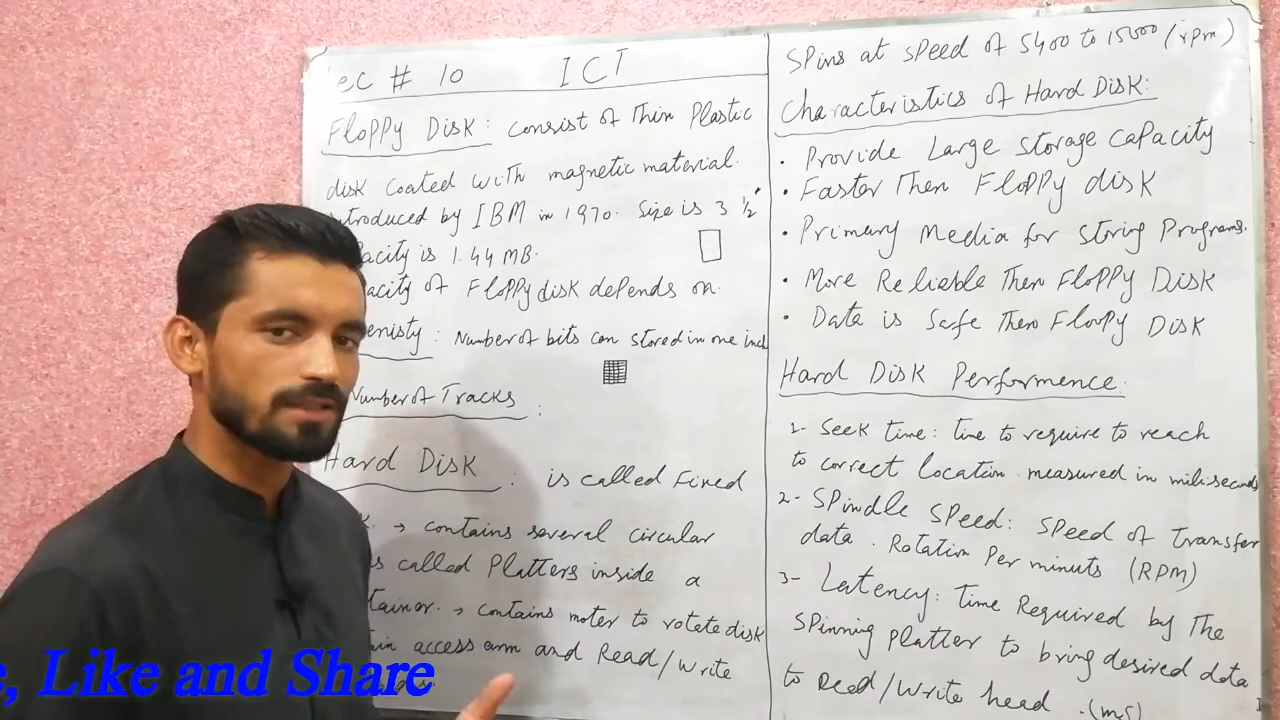 ec # 10 ICT
Floppy Disk: consist of Thin Plastic
disk coated with magnetic material.
troduced by IBM in 1970. Size is 3 1/2"
acity is 1.44 MB.
acity of Floppy disk depends on.
enisty: Number of bits can stored in one inch
Number of Tracks:
Hard Disk: is called Fixed
k. → contains several circular
s called Platters inside a
tainor. → contains moter to rotate disk
ain access arm and Read/Write
Spins at speed of 5400 to 15000 (rpm)
Characteristics of Hard Disk:
• Provide Large storage capacity
• Faster Then Floppy disk
• Primary Media for storing Programs.
• More Reliable Then Floppy Disk
• Data is Safe Then Floopy Disk
Hard Disk Performence.
1- Seek time: time to require to reach
to correct location. measured in miliseconds
2- Spindle Speed: speed of transfer
data. Rotation Per minuts (RPM)
3- Latency: time Required by The
Spinning platter to bring desired data
to Read/Write head. (ms)
e, Like and Share